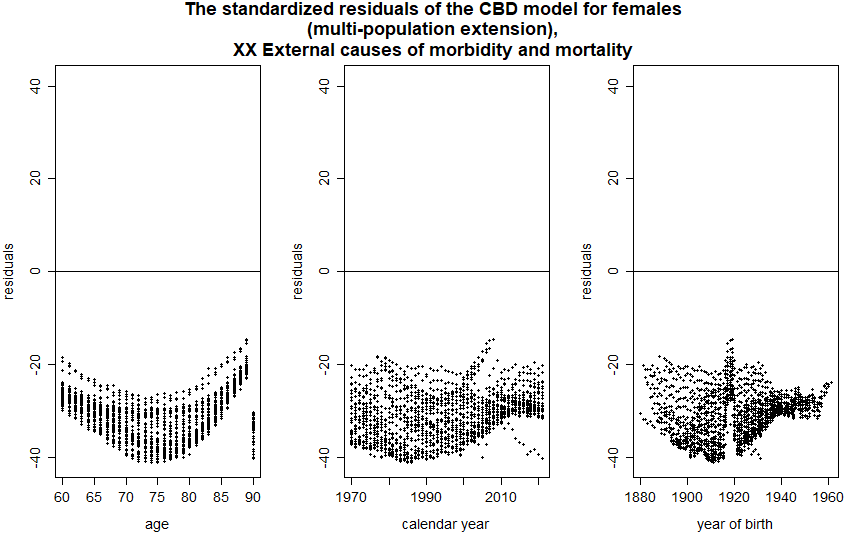 The standardized residuals of the CBD model for females
(multi-population extension),
XX External causes of morbidity and mortality
residuals
40
20
0
-20
-40
60 65 70 75 80 85 90
age
residuals
40
20
0
-20
-40
1970 1990 2010
calendar year
residuals
40
20
0
-20
-40
1880 1900 1920 1940 1960
year of birth